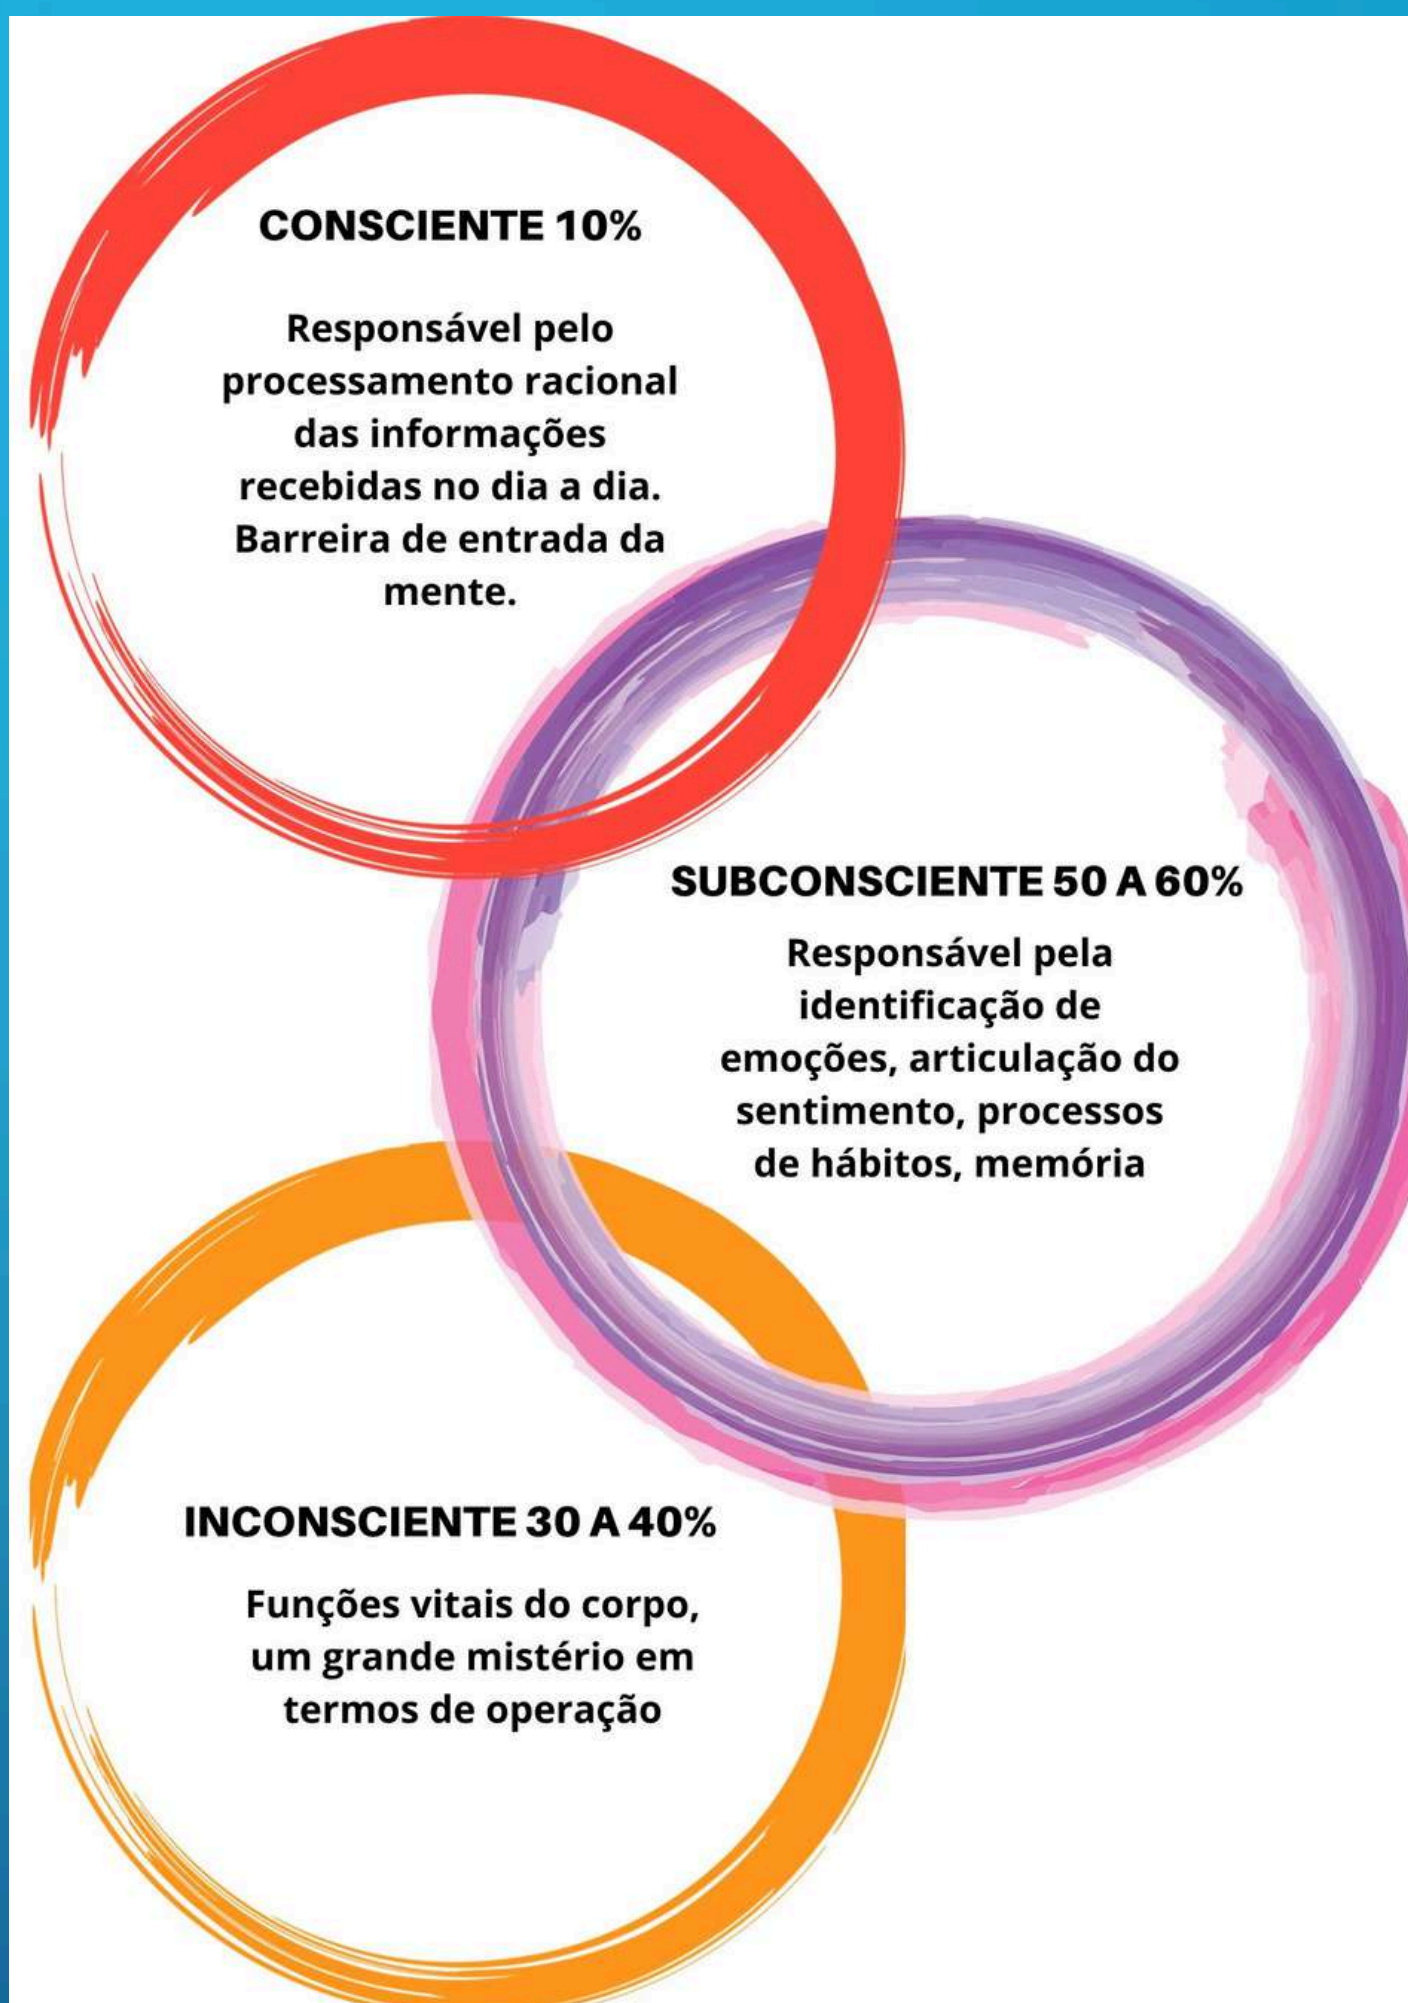 CONSCIENTE 10%
Responsável pelo
processamento racional
das informações
recebidas no dia a dia.
Barreira de entrada da
mente.
SUBCONSCIENTE 50 A 60%
Responsável pela
identificação de
emoções, articulação do
sentimento, processos
de hábitos, memória
INCONSCIENTE 30 A 40%
Funções vitais do corpo,
um grande mistério em
termos de operação